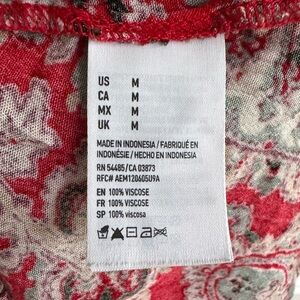 US M
CA M
MX M
UK M
MADE IN INDONESIA / FABRIQUÉ EN
INDONÉSIE / HECHO EN INDONESIA
RN 54485/CA 03873
RFC# AEM120605U9A
EN 100% VISCOSE
FR 100% VISCOSE
SP 100% viscosa